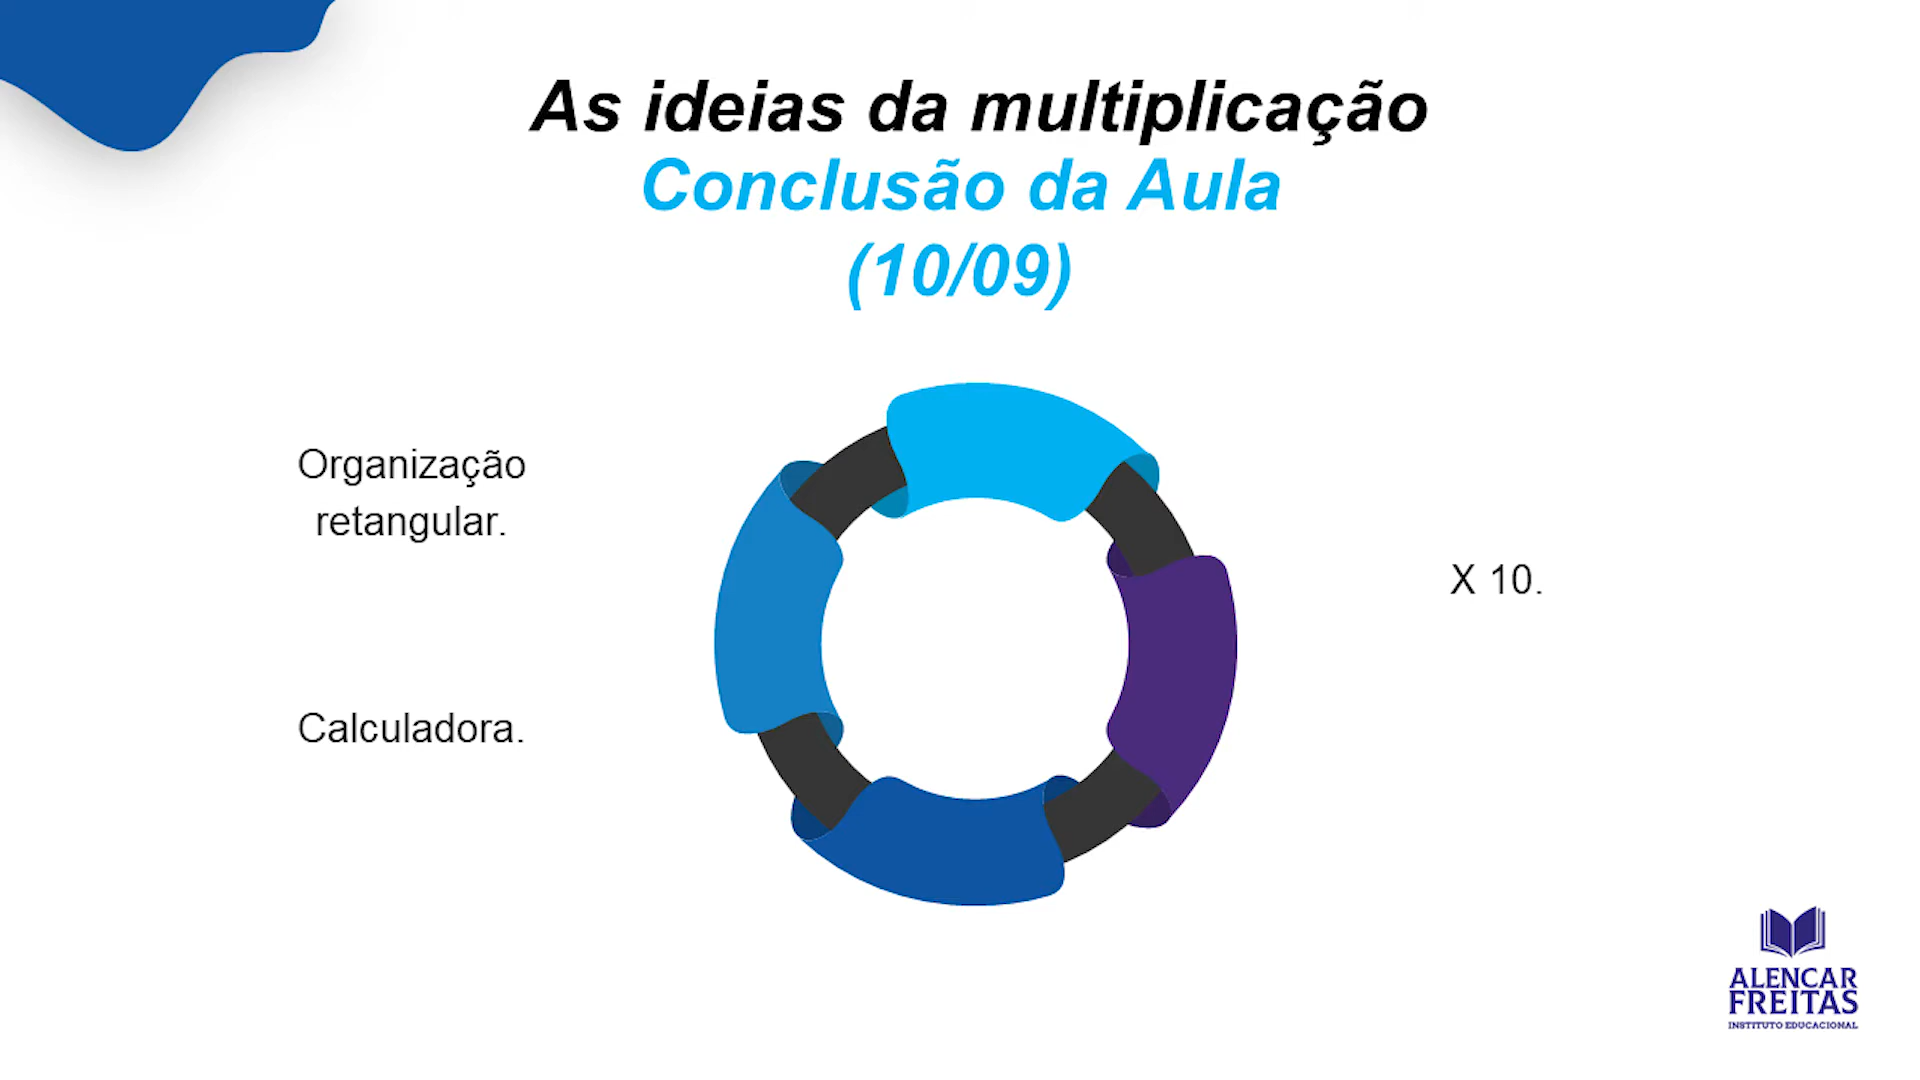 As ideias da multiplicação
Conclusão da Aula
(10/09)
Organização
retangular.
X 10.
Calculadora.
ALENCAR
FREITAS
INSTITUTO EDUCACIONAL